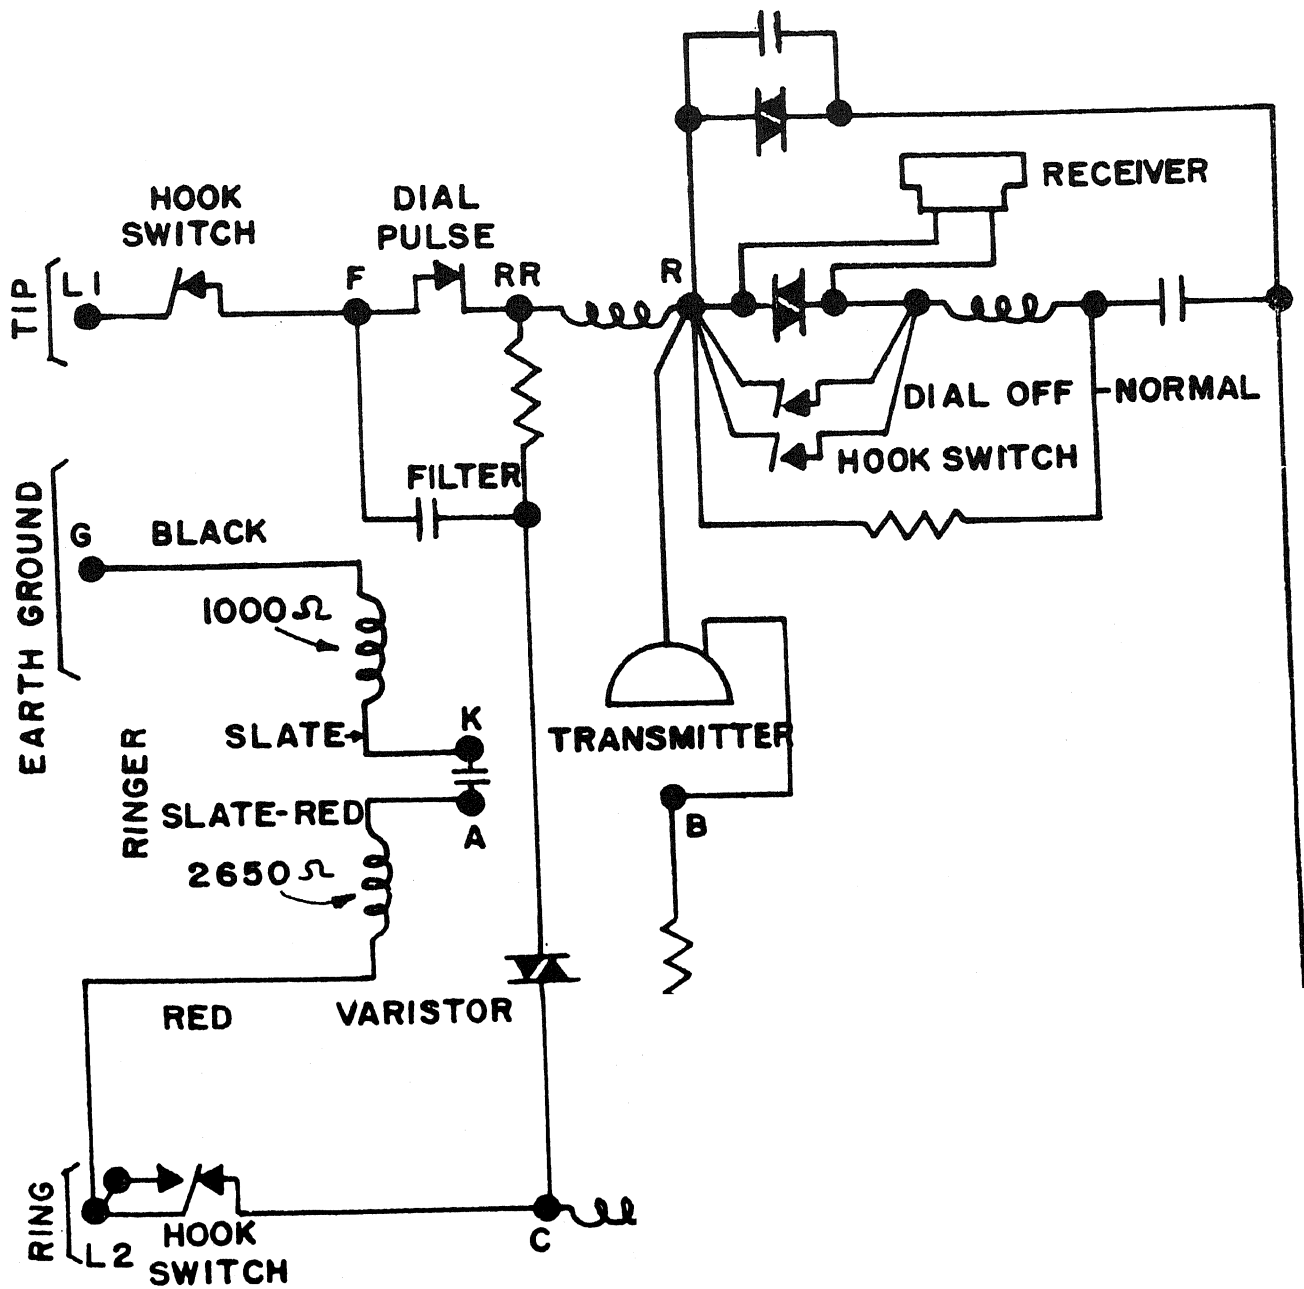 RECEIVER
HOOK
SWITCH
DIAL
PULSE
TIP
L1
F
RR
R
DIAL OFF-NORMAL
HOOK SWITCH
FILTER
EARTH GROUND
G
BLACK
1000Ω
SLATE
K
TRANSMITTER
RINGER
SLATE-RED
A
B
2650Ω
RED
VARISTOR
RING
L2
HOOK
SWITCH
C